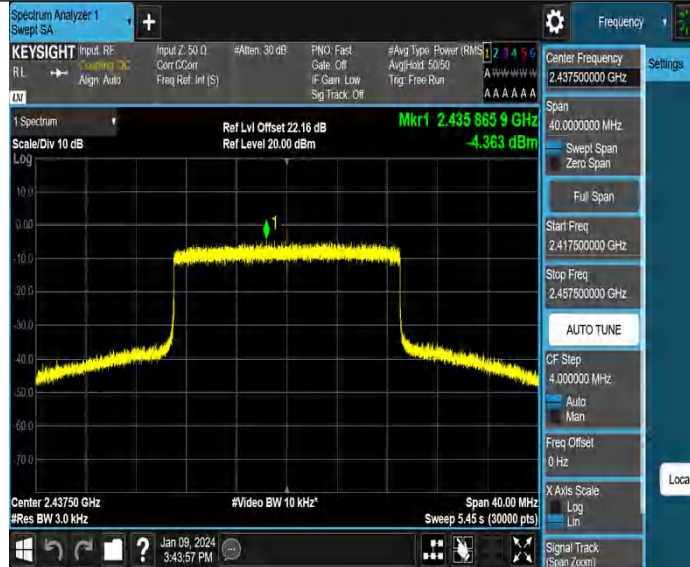 Spectrum Analyzer 1
Swept SA
+
Frequency
KEYSIGHT
RL
Input: RF
Coupling: DC
Align: Auto
Input Z: 50 Ω
Corr CCorr
Freq Ref: Int (S)
#Atten: 30 dB
PNO: Fast
Gate: Off
IF Gain: Low
Sig Track: Off
#Avg Type: Power (RMS
Avg|Hold: 50/50
Trig: Free Run
1 2 3 4 5 6
A W W W W W
A A A A A A
LXI
1 Spectrum
Scale/Div 10 dB
Ref Lvl Offset 22.16 dB
Ref Level 20.00 dBm
Mkr1 2.435 865 9 GHz
-4.363 dBm
Log
10.0
0.00
-10.0
-20.0
-30.0
-40.0
-50.0
-60.0
-70.0
1
Center 2.43750 GHz
#Res BW 3.0 kHz
#Video BW 10 kHz*
Span 40.00 MHz
Sweep 5.45 s (30000 pts)
Jan 09, 2024
3:43:57 PM
?
Center Frequency
2.437500000 GHz
Settings
Span
40.0000000 MHz
Swept Span
Zero Span
Full Span
Start Freq
2.417500000 GHz
Stop Freq
2.457500000 GHz
AUTO TUNE
CF Step
4.000000 MHz
Auto
Man
Freq Offset
0 Hz
X Axis Scale
Log
Lin
Loca
Signal Track
(Span Zoom)